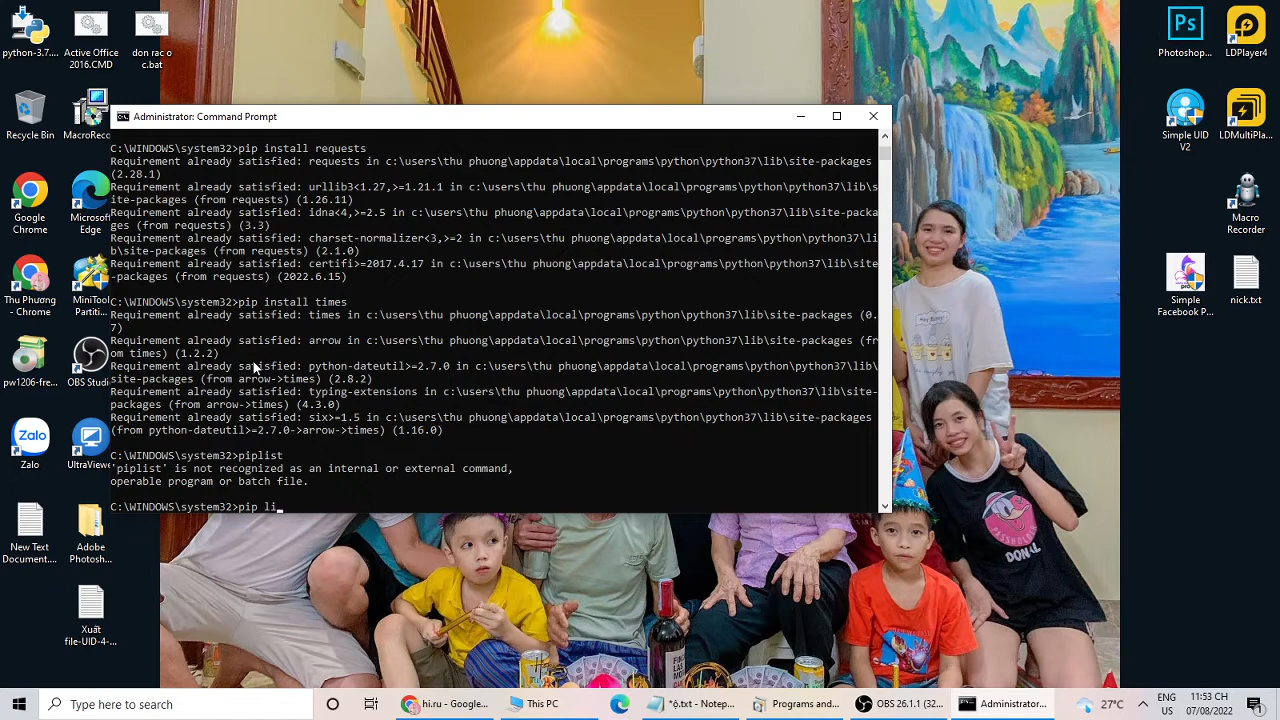 python-3.7....
Active Office
2016.CMD
don rac o
c.bat
Recycle Bin
MacroReco
Google
Chrome
Microsoft
Edge
Thu Phương
- Chrome
MiniTool
Partiti...
pw1206-fre...
OBS Studi
Zalo
Zalo
UltraViewe
New Text
Document....
Adobe
Photosh...
Xuất
file-UID-4-...
Administrator: Command Prompt
C:\WINDOWS\system32>pip install requests
Requirement already satisfied: requests in c:\users\thu phuong\appdata\local\programs\python\python37\lib\site-packages
(2.28.1)
Requirement already satisfied: urllib3<1.27,>=1.21.1 in c:\users\thu phuong\appdata\local\programs\python\python37\lib\s
ite-packages (from requests) (1.26.11)
Requirement already satisfied: idna<4,>=2.5 in c:\users\thu phuong\appdata\local\programs\python\python37\lib\site-packa
ges (from requests) (3.3)
Requirement already satisfied: charset-normalizer<3,>=2 in c:\users\thu phuong\appdata\local\programs\python\python37\li
b\site-packages (from requests) (2.1.0)
Requirement already satisfied: certifi>=2017.4.17 in c:\users\thu phuong\appdata\local\programs\python\python37\lib\site
-packages (from requests) (2022.6.15)
C:\WINDOWS\system32>pip install times
Requirement already satisfied: times in c:\users\thu phuong\appdata\local\programs\python\python37\lib\site-packages (0.
7)
Requirement already satisfied: arrow in c:\users\thu phuong\appdata\local\programs\python\python37\lib\site-packages (fr
om times) (1.2.2)
Requirement already satisfied: python-dateutil>=2.7.0 in c:\users\thu phuong\appdata\local\programs\python\python37\lib\
site-packages (from arrow->times) (2.8.2)
Requirement already satisfied: typing-extensions in c:\users\thu phuong\appdata\local\programs\python\python37\lib\site-
packages (from arrow->times) (4.3.0)
Requirement already satisfied: six>=1.5 in c:\users\thu phuong\appdata\local\programs\python\python37\lib\site-packages
(from python-dateutil>=2.7.0->arrow->times) (1.16.0)
C:\WINDOWS\system32>piplist
'piplist' is not recognized as an internal or external command,
operable program or batch file.
C:\WINDOWS\system32>pip li_
Ps
Photoshop...
LDPlayer4
Simple UID
V2
LDMultiPla...
Macro
Recorder
pro
Simple
Facebook P...
nick.txt
Hey Bunny!
PASSHOLE
DONAL
Type here to search
hi.ru - Google...
This PC
*ộ.txt - Notep...
Programs and...
OBS 26.1.1 (32...
Administrator:...
27°C
ENG
US
11:53 CH
07/08/2022
1